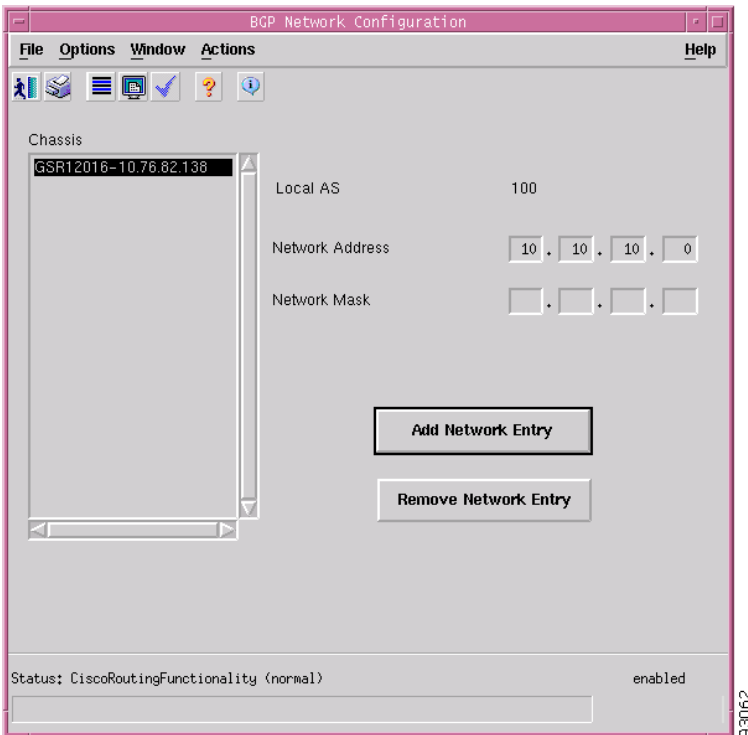 BGP Network Configuration
File Options Window Actions Help
Chassis
GSR12016-10.76.82.138
Local AS 100
Network Address 10 . 10 . 10 . 0
Network Mask . . .
Add Network Entry
Remove Network Entry
Status: CiscoRoutingFunctionality (normal) enabled
93062